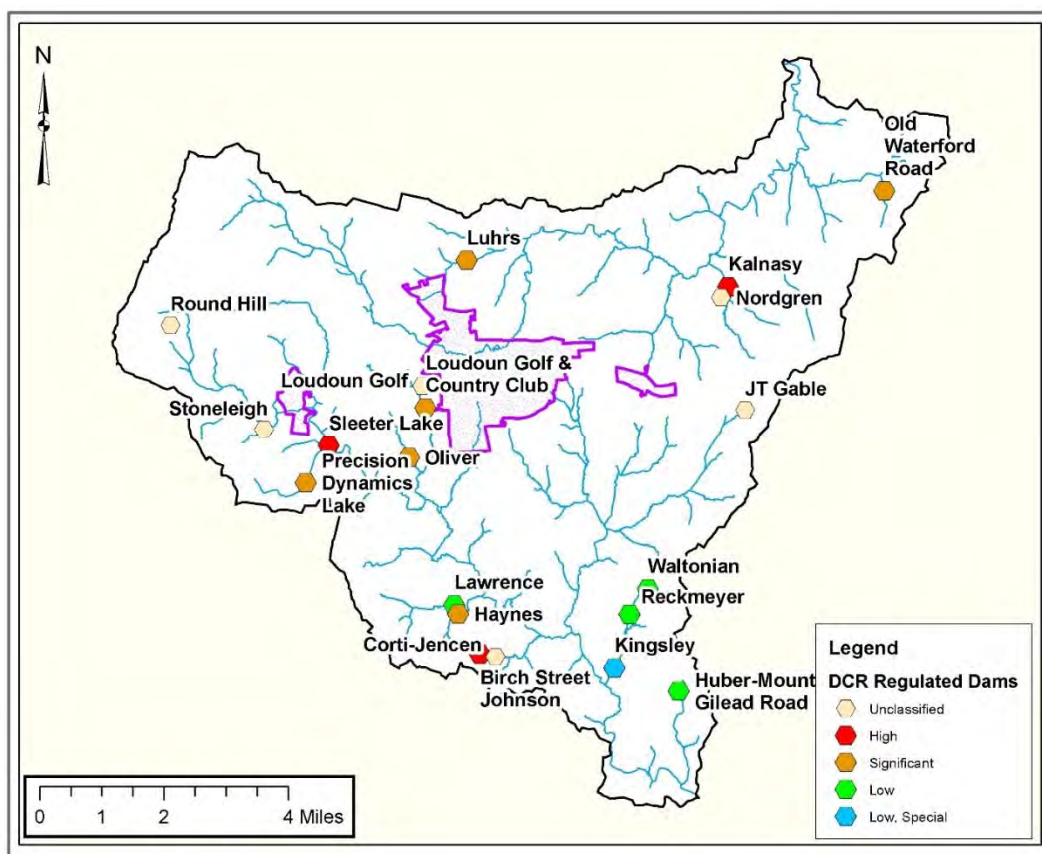 N
Old
Waterford
Road
Luhrs
Kalnasy
Nordgren
Round Hill
Loudoun Golf &
Country Club
Loudoun Golf
JT Gable
Stoneleigh
Sleeter Lake
Precision
Dynamics
Lake
Oliver
Waltonian
Reckmeyer
Lawrence
Haynes
Corti-Jencen
Kingsley
Birch Street
Johnson
Huber-Mount
Gilead Road
Legend
DCR Regulated Dams
Unclassified
High
Significant
Low
Low, Special
0 1 2 4 Miles